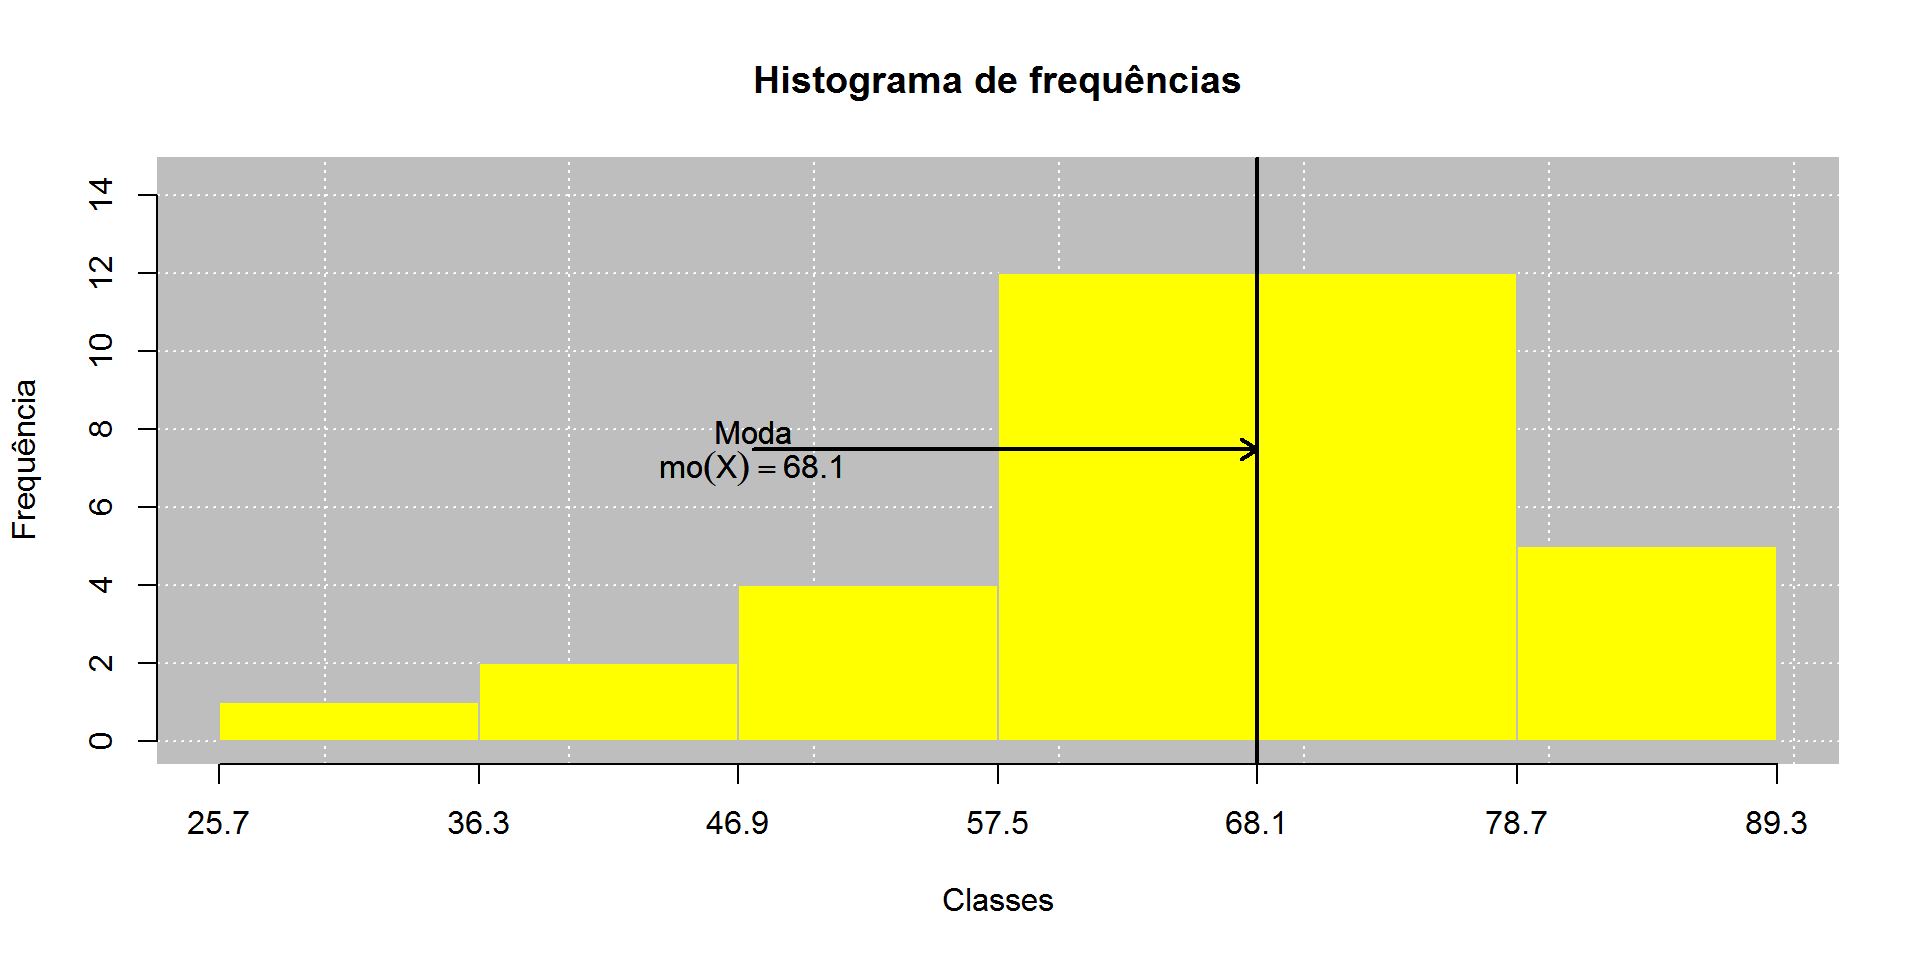 Histograma de frequências
14
12
10
8
6
4
2
0
Frequência
Moda
mo(X) = 68.1
25.7 36.3 46.9 57.5 68.1 78.7 89.3
Classes